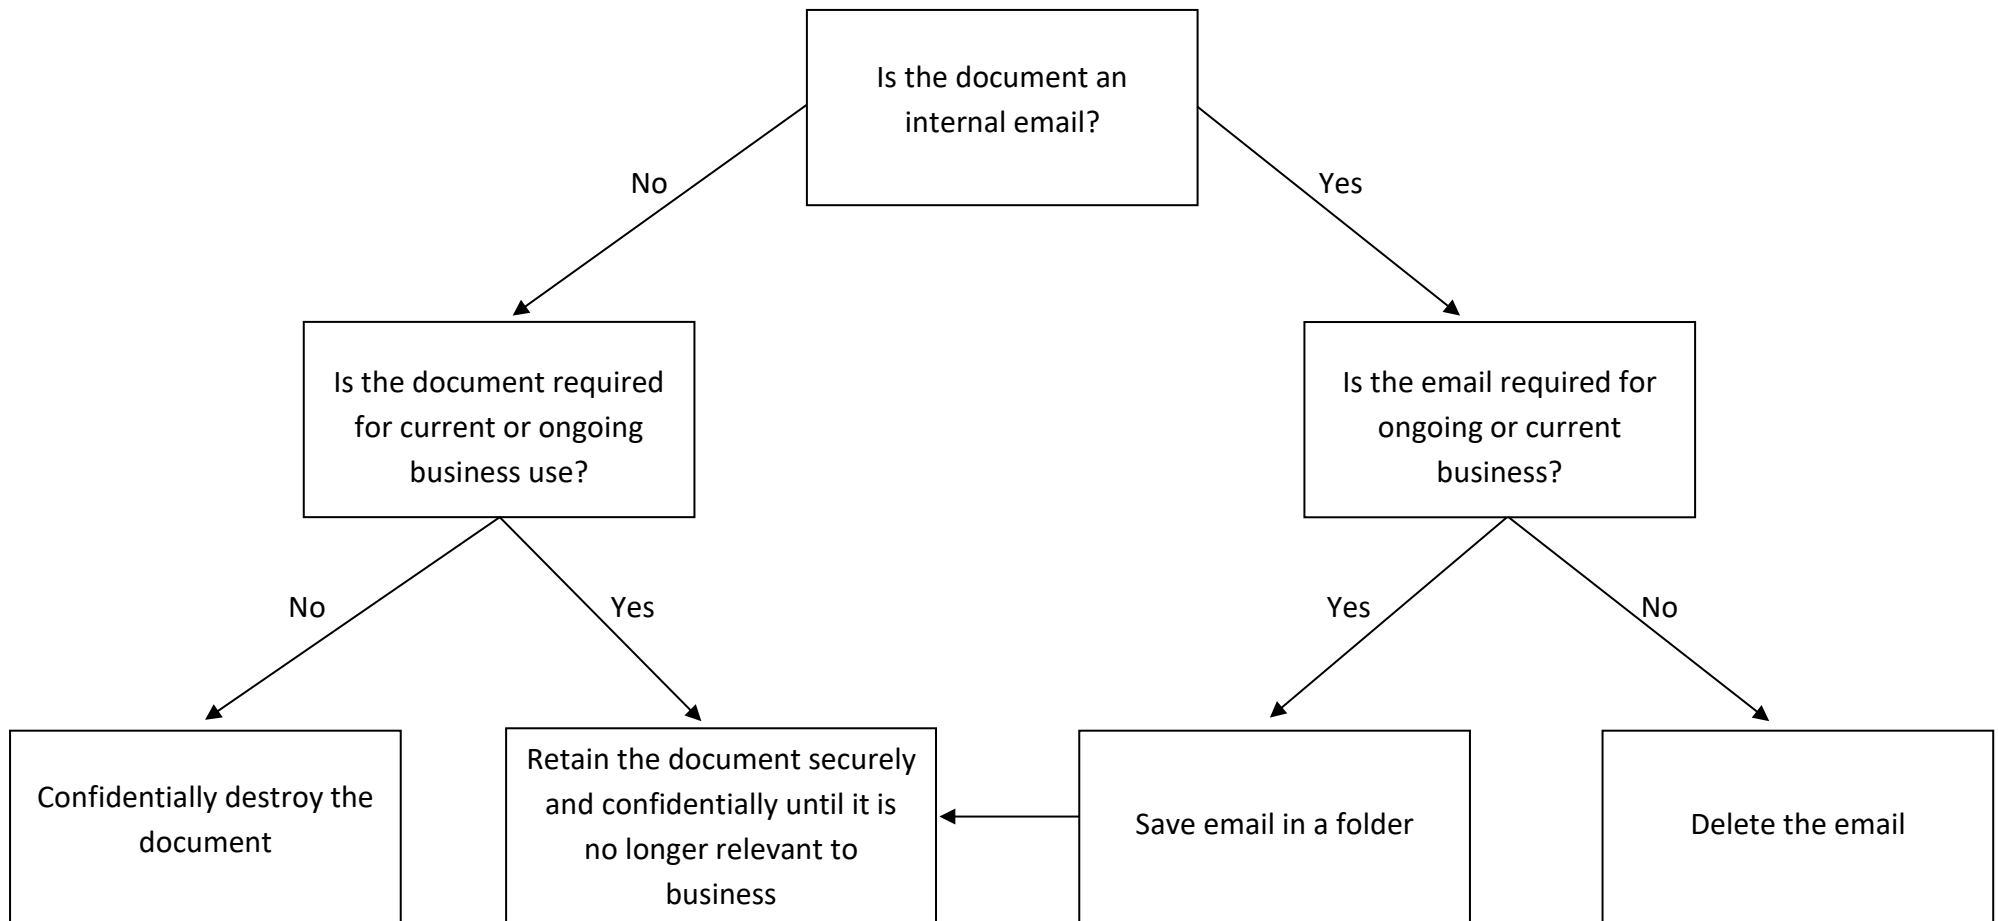 Is the document an
internal email?
No
Yes
Is the document required
for current or ongoing
business use?
Is the email required for
ongoing or current
business?
No
Yes
Yes
No
Confidentially destroy the
document
Retain the document securely
and confidentially until it is
no longer relevant to
business
Save email in a folder
Delete the email